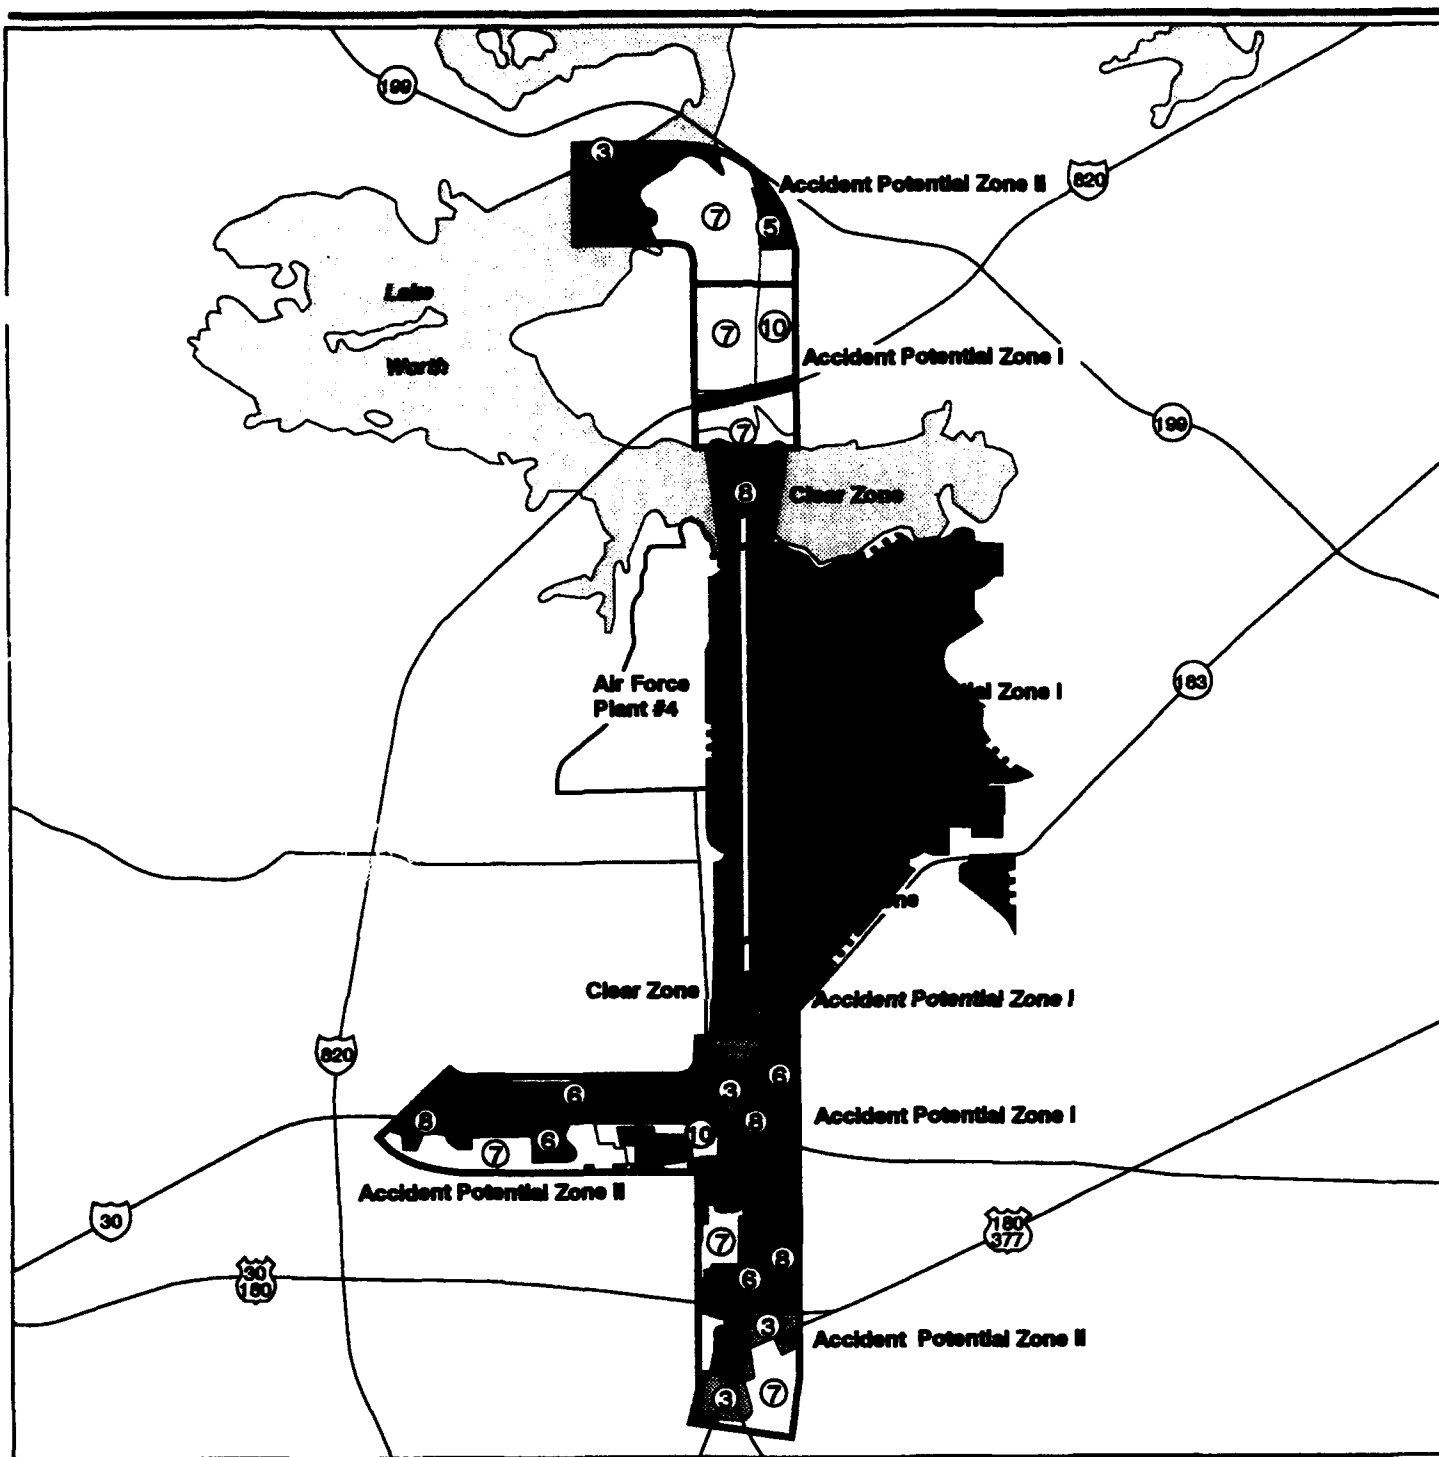 199
3
Accident Potential Zone II
820
7
5
Lake
7
10
Accident Potential Zone I
Worth
199
7
8
Clear Zone
Air Force
Plant #4
Zone I
183
Clear Zone
Accident Potential Zone I
820
6
3
6
8
8
Accident Potential Zone I
10
6
7
Accident Potential Zone II
30
180
377
7
8
6
30
180
3
Accident Potential Zone II
7
3